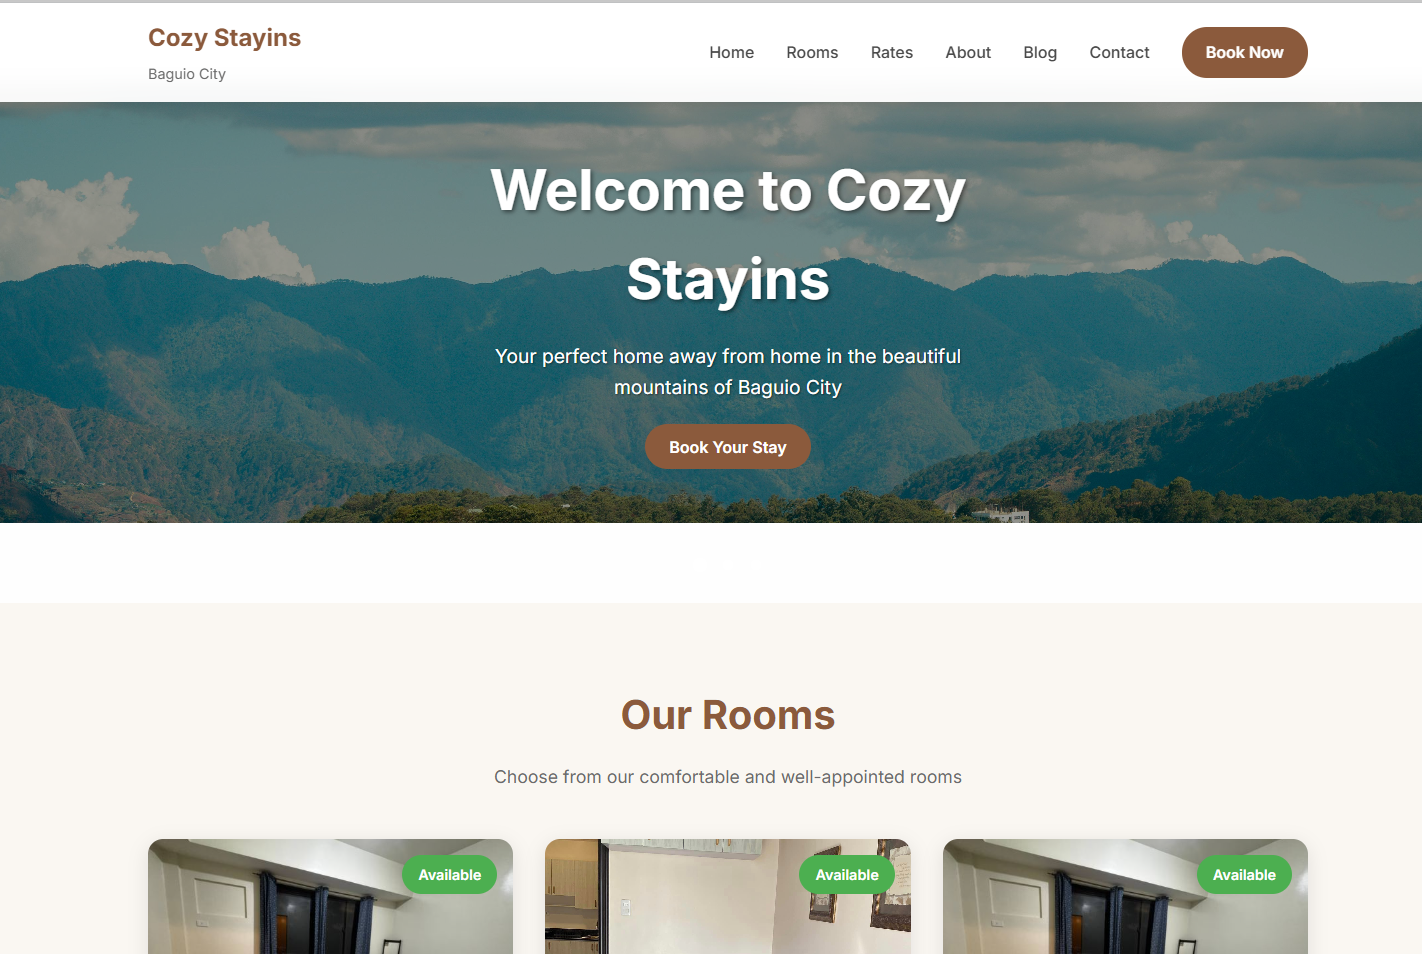 Cozy Stayins
Baguio City
Home Rooms Rates About Blog Contact Book Now
Welcome to Cozy
Stayins
Your perfect home away from home in the beautiful
mountains of Baguio City
Book Your Stay
Our Rooms
Choose from our comfortable and well-appointed rooms
Available Available Available